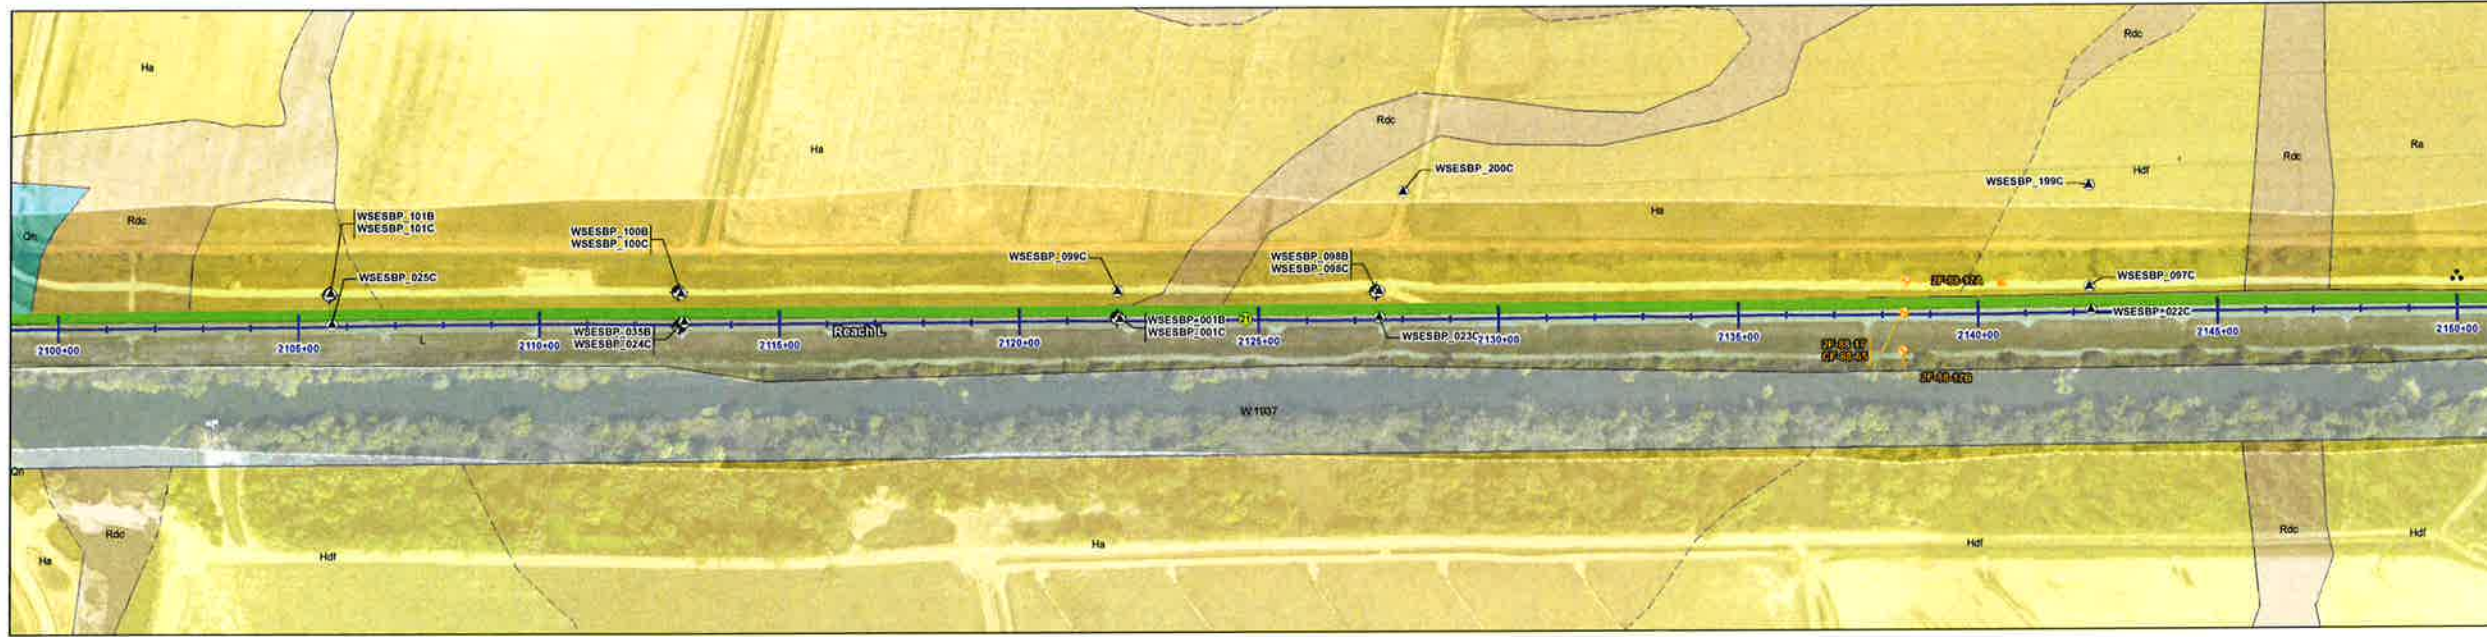 Ha
Rdc
Rdc
Ha
Rdc
WSESBP_200C
WSESBP_199C
Hdf
Rdc
Ra
Ha
Qn
Rdc
WSESBP_101B
WSESBP_101C
WSESBP_100B
WSESBP_100C
WSESBP_099C
WSESBP_098B
WSESBP_098C
WSESBP_025C
WSESBP_097C
WSESBP_035B
WSESBP_024C
Reach L
WSESBP_001B
WSESBP_001C
WSESBP_023C
WSESBP_022C
L
2100+00
2105+00
2110+00
2115+00
2120+00
2125+00
2130+00
2135+00
2140+00
2145+00
2150+00
W 1937
Qn
Rdc
Ha
Hdf
Ha
Hdf
Rdc
Hdf